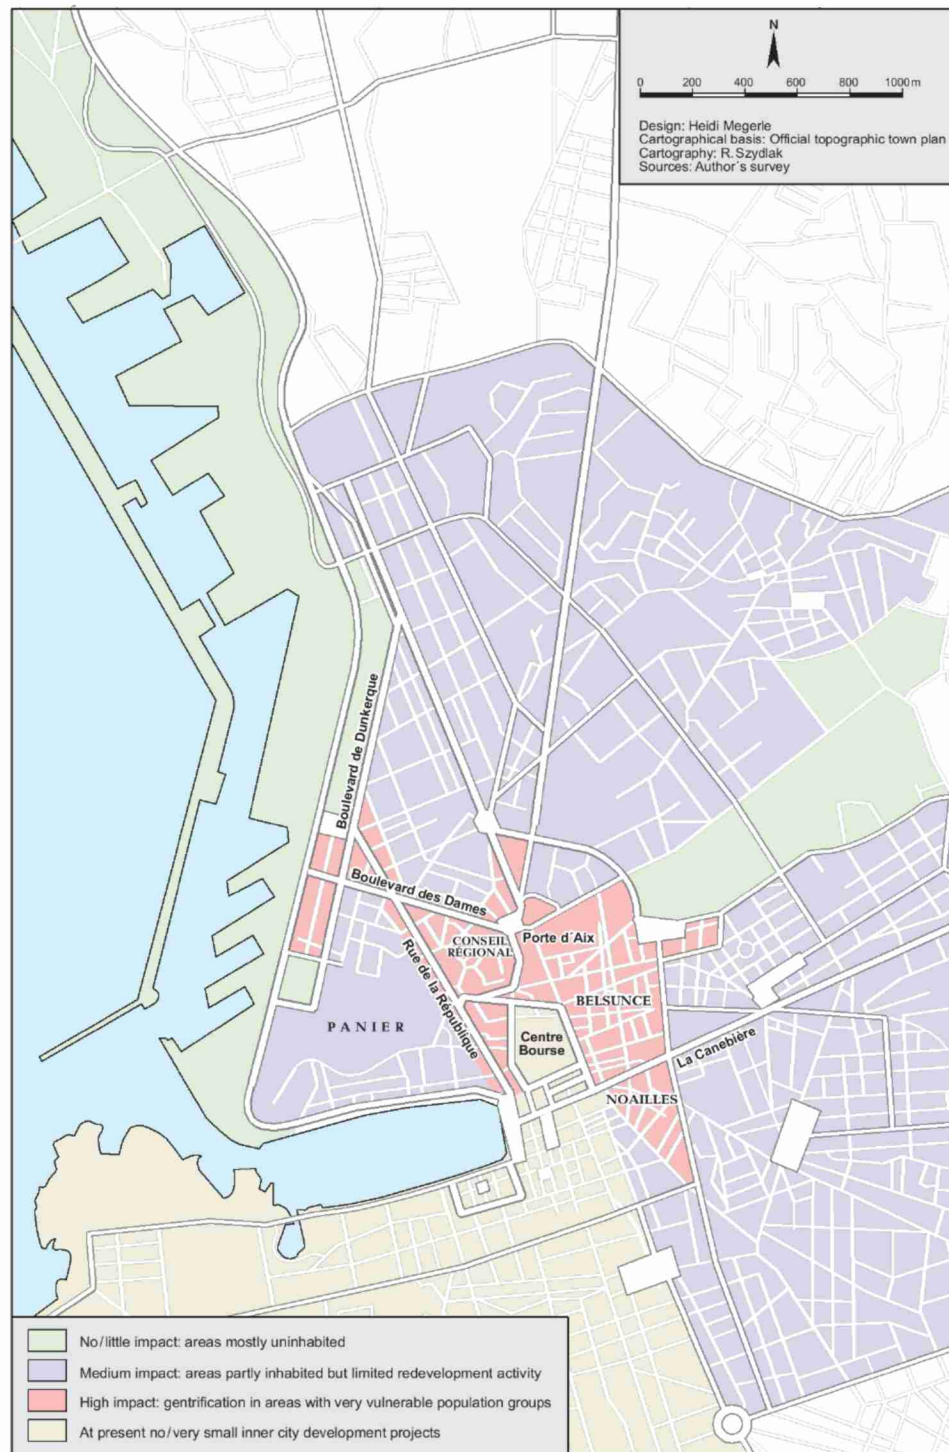 N
0 200 400 600 800 1000 m
Design: Heidi Megerle
Cartographical basis: Official topographic town plan
Cartography: R. Szydlak
Sources: Author´s survey
Boulevard de Dunkerque
Boulevard des Dames
CONSEIL
RÉGIONAL
Porte d´Aix
Rue de la République
BELSUNCE
PANIER
Centre
Bourse
La Canebière
NOAILLES
No/little impact: areas mostly uninhabited
Medium impact: areas partly inhabited but limited redevelopment activity
High impact: gentrification in areas with very vulnerable population groups
At present no/very small inner city development projects